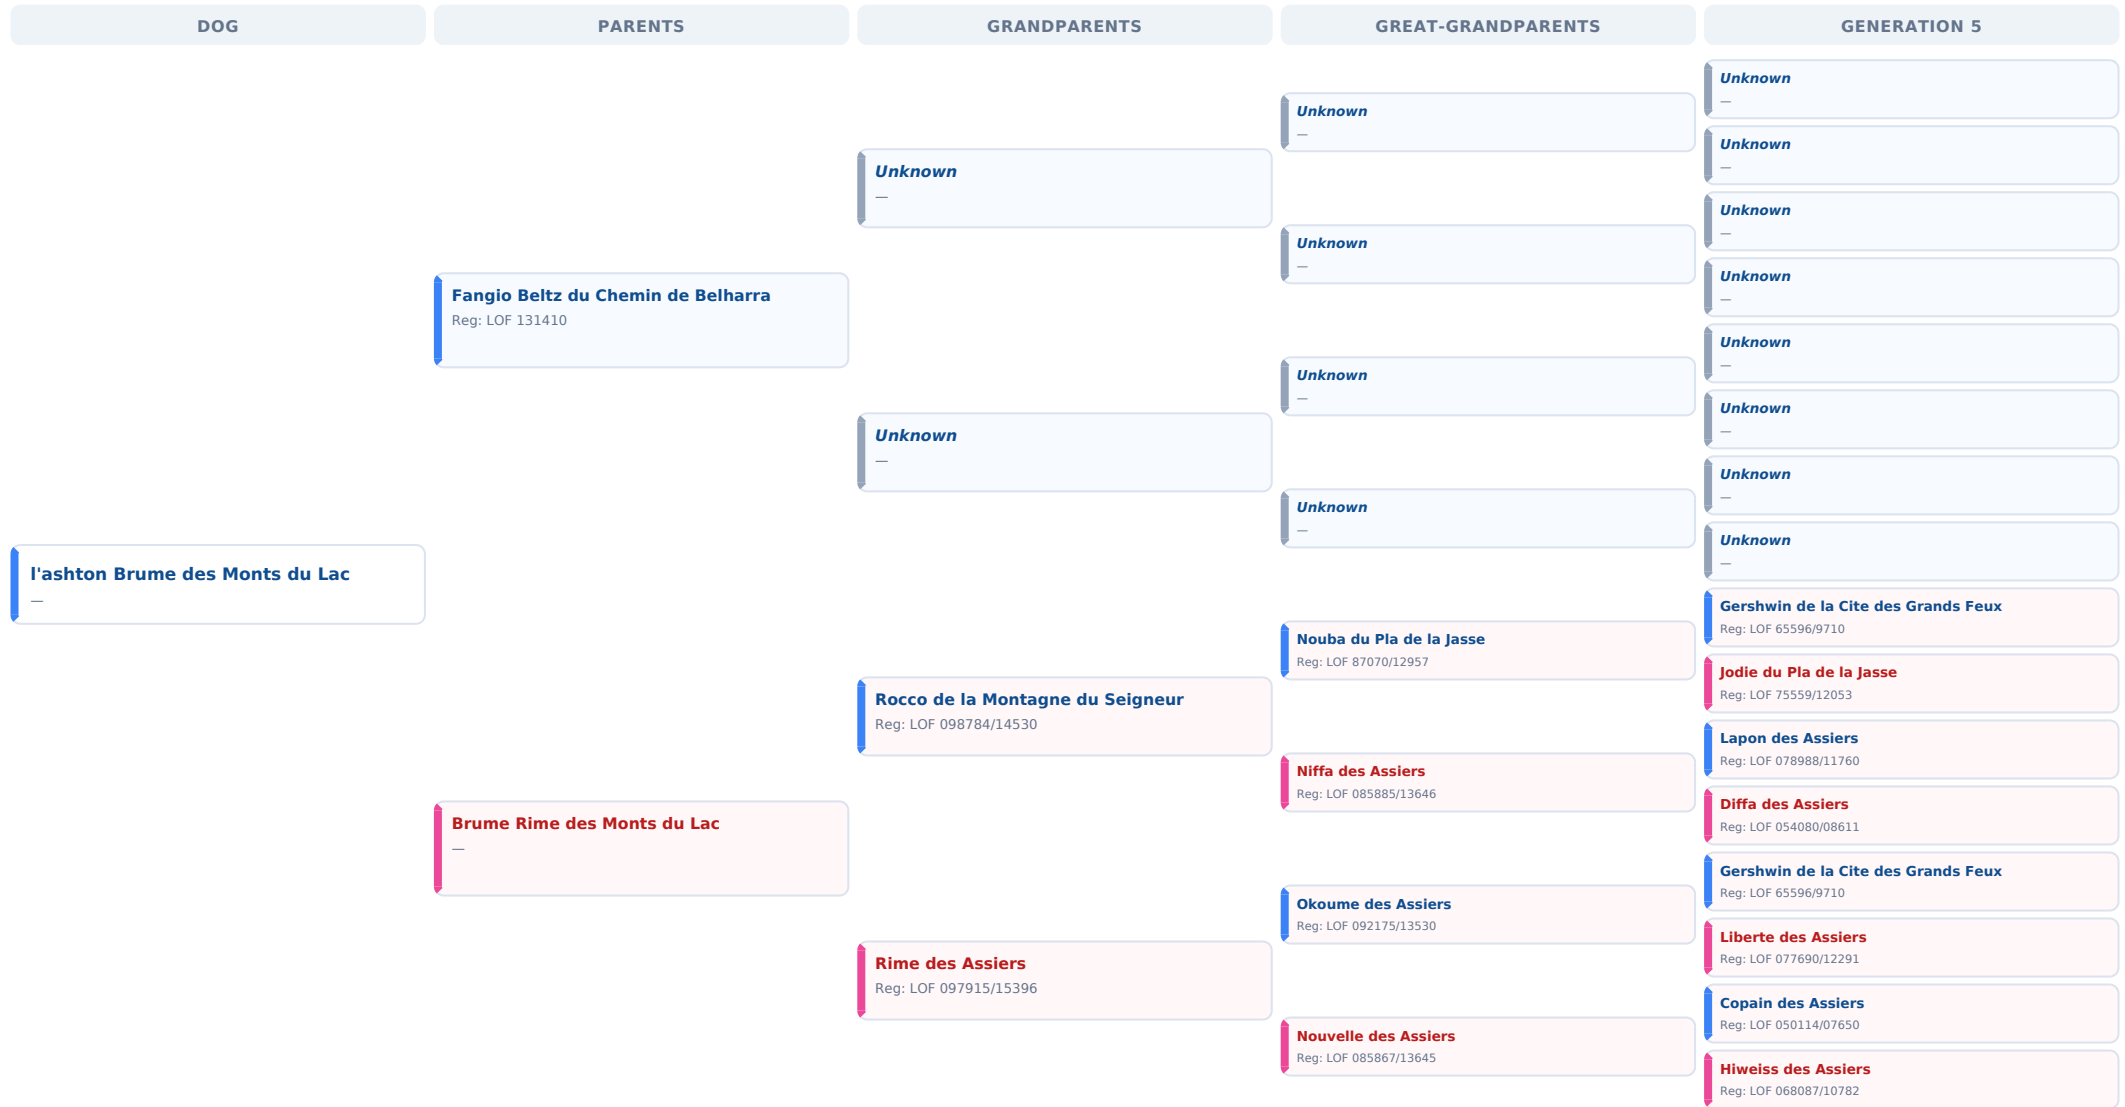 DOG
PARENTS
GRANDPARENTS
GREAT-GRANDPARENTS
GENERATION 5
l'ashton Brume des Monts du Lac
—
Fangio Beltz du Chemin de Belharra
Reg: LOF 131410
Brume Rime des Monts du Lac
—
Unknown
—
Unknown
—
Rocco de la Montagne du Seigneur
Reg: LOF 098784/14530
Rime des Assiers
Reg: LOF 097915/15396
Unknown
—
Unknown
—
Unknown
—
Unknown
—
Nouba du Pla de la Jasse
Reg: LOF 87070/12957
Niffa des Assiers
Reg: LOF 085885/13646
Okoume des Assiers
Reg: LOF 092175/13530
Nouvelle des Assiers
Reg: LOF 085867/13645
Unknown
—
Unknown
—
Unknown
—
Unknown
—
Unknown
—
Unknown
—
Unknown
—
Unknown
—
Gershwin de la Cite des Grands Feux
Reg: LOF 65596/9710
Jodie du Pla de la Jasse
Reg: LOF 75559/12053
Lapon des Assiers
Reg: LOF 078988/11760
Diffa des Assiers
Reg: LOF 054080/08611
Gershwin de la Cite des Grands Feux
Reg: LOF 65596/9710
Liberte des Assiers
Reg: LOF 077690/12291
Copain des Assiers
Reg: LOF 050114/07650
Hiweiss des Assiers
Reg: LOF 068087/10782